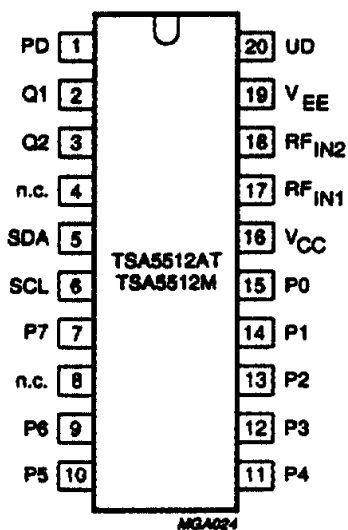 PD 1 20 UD
Q1 2 19 VEE
Q2 3 18 RFIN2
n.c. 4 17 RFIN1
SDA 5 16 VCC
TSA5512AT
TSA5512M
SCL 6 15 P0
P7 7 14 P1
n.c. 8 13 P2
P6 9 12 P3
P5 10 11 P4
MGA024